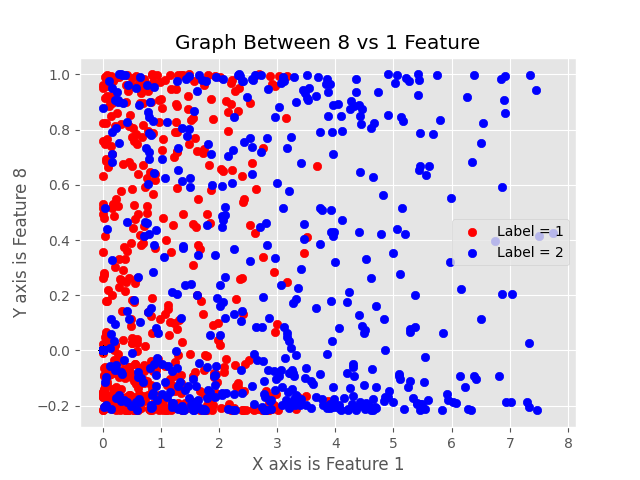 Graph Between 8 vs 1 Feature
1.0
0.8
0.6
0.4
0.2
0.0
−0.2
Y axis is Feature 8
Label = 1
Label = 2
0 1 2 3 4 5 6 7 8
X axis is Feature 1